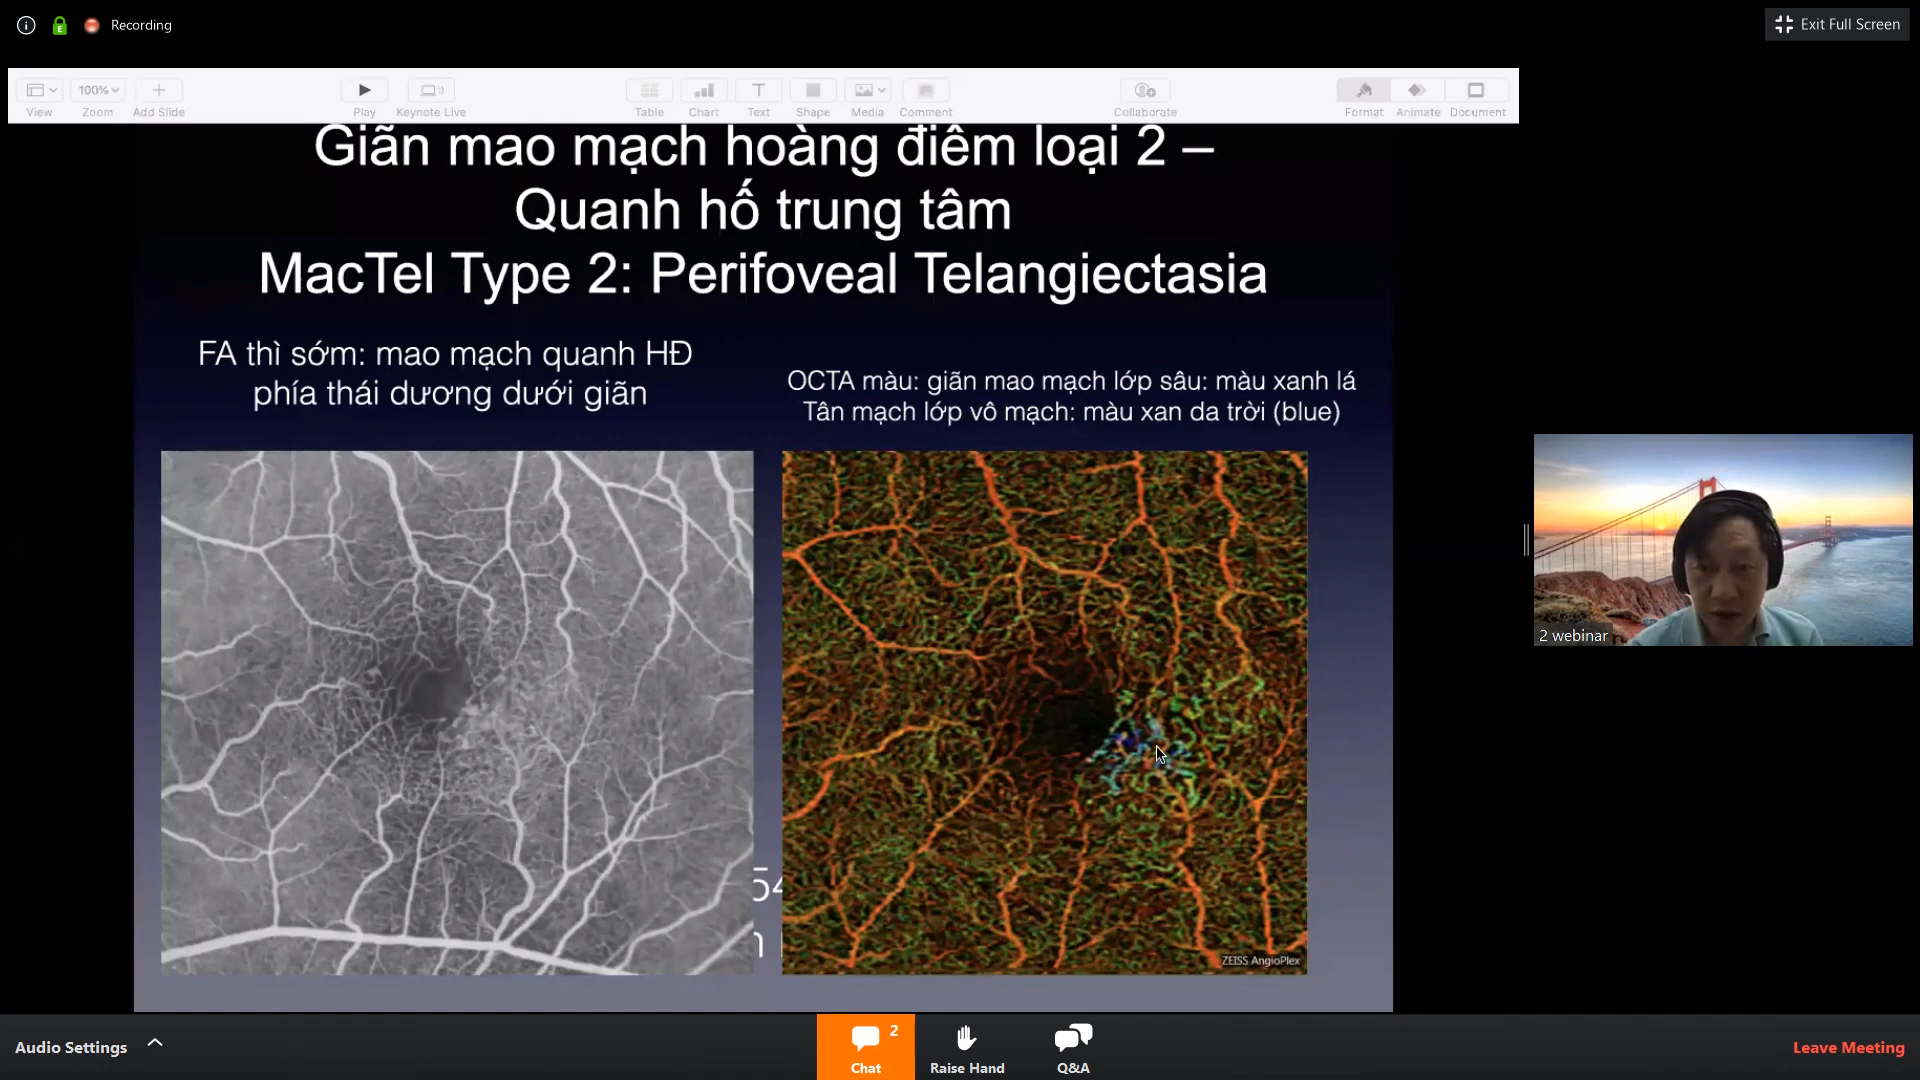 Recording
Exit Full Screen
View
100%
Zoom
Add Slide
Play
Keynote Live
Table
Chart
Text
Shape
Media
Comment
Collaborate
Format
Animate
Document
Giãn mao mạch hoàng điểm loại 2 –
Quanh hố trung tâm
MacTel Type 2: Perifoveal Telangiectasia
FA thì sớm: mao mạch quanh HĐ
phía thái dương dưới giãn
OCTA màu: giãn mao mạch lớp sâu: màu xanh lá
Tân mạch lớp vô mạch: màu xan da trời (blue)
54
ZEISS AngioPlex
2 webinar
Audio Settings
2
Chat
Raise Hand
Q&A
Leave Meeting